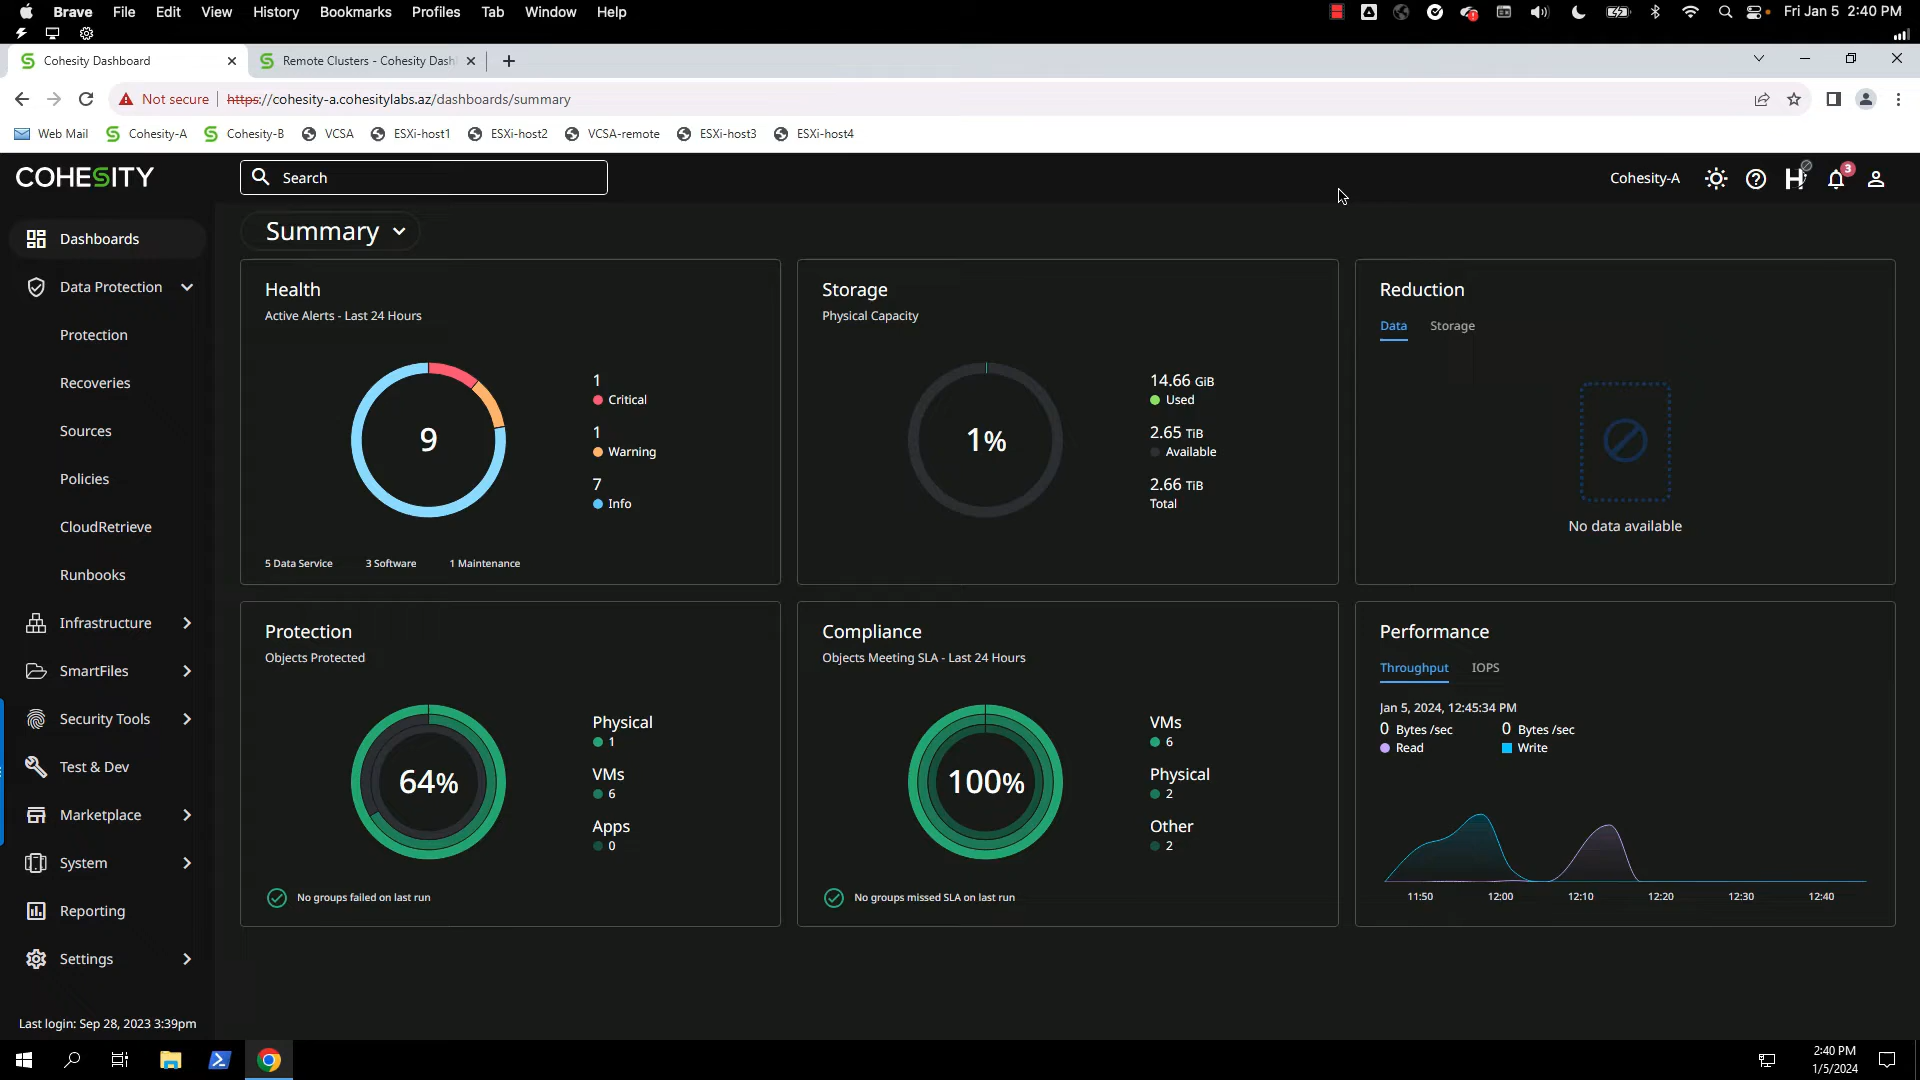 Brave File Edit View History Bookmarks Profiles Tab Window Help Fri Jan 5 2:40 PM
Cohesity Dashboard
Remote Clusters - Cohesity Dash
Not secure https://cohesity-a.cohesitylabs.az/dashboards/summary
Web Mail Cohesity-A Cohesity-B VCSA ESXi-host1 ESXi-host2 VCSA-remote ESXi-host3 ESXi-host4
COHESITY
Search
Cohesity-A
3
Dashboards
Data Protection
Protection
Recoveries
Sources
Policies
CloudRetrieve
Runbooks
Infrastructure
SmartFiles
Security Tools
Test & Dev
Marketplace
System
Reporting
Settings
Last login: Sep 28, 2023 3:39pm
Summary
Health
Active Alerts - Last 24 Hours
9
1
Critical
1
Warning
7
Info
5 Data Service 3 Software 1 Maintenance
Storage
Physical Capacity
1%
14.66 GiB
Used
2.65 TiB
Available
2.66 TiB
Total
Reduction
Data Storage
No data available
Protection
Objects Protected
64%
Physical
1
VMs
6
Apps
0
No groups failed on last run
Compliance
Objects Meeting SLA - Last 24 Hours
100%
VMs
6
Physical
2
Other
2
No groups missed SLA on last run
Performance
Throughput IOPS
Jan 5, 2024, 12:45:34 PM
0 Bytes /sec 0 Bytes /sec
Read Write
11:50 12:00 12:10 12:20 12:30 12:40
2:40 PM
1/5/2024